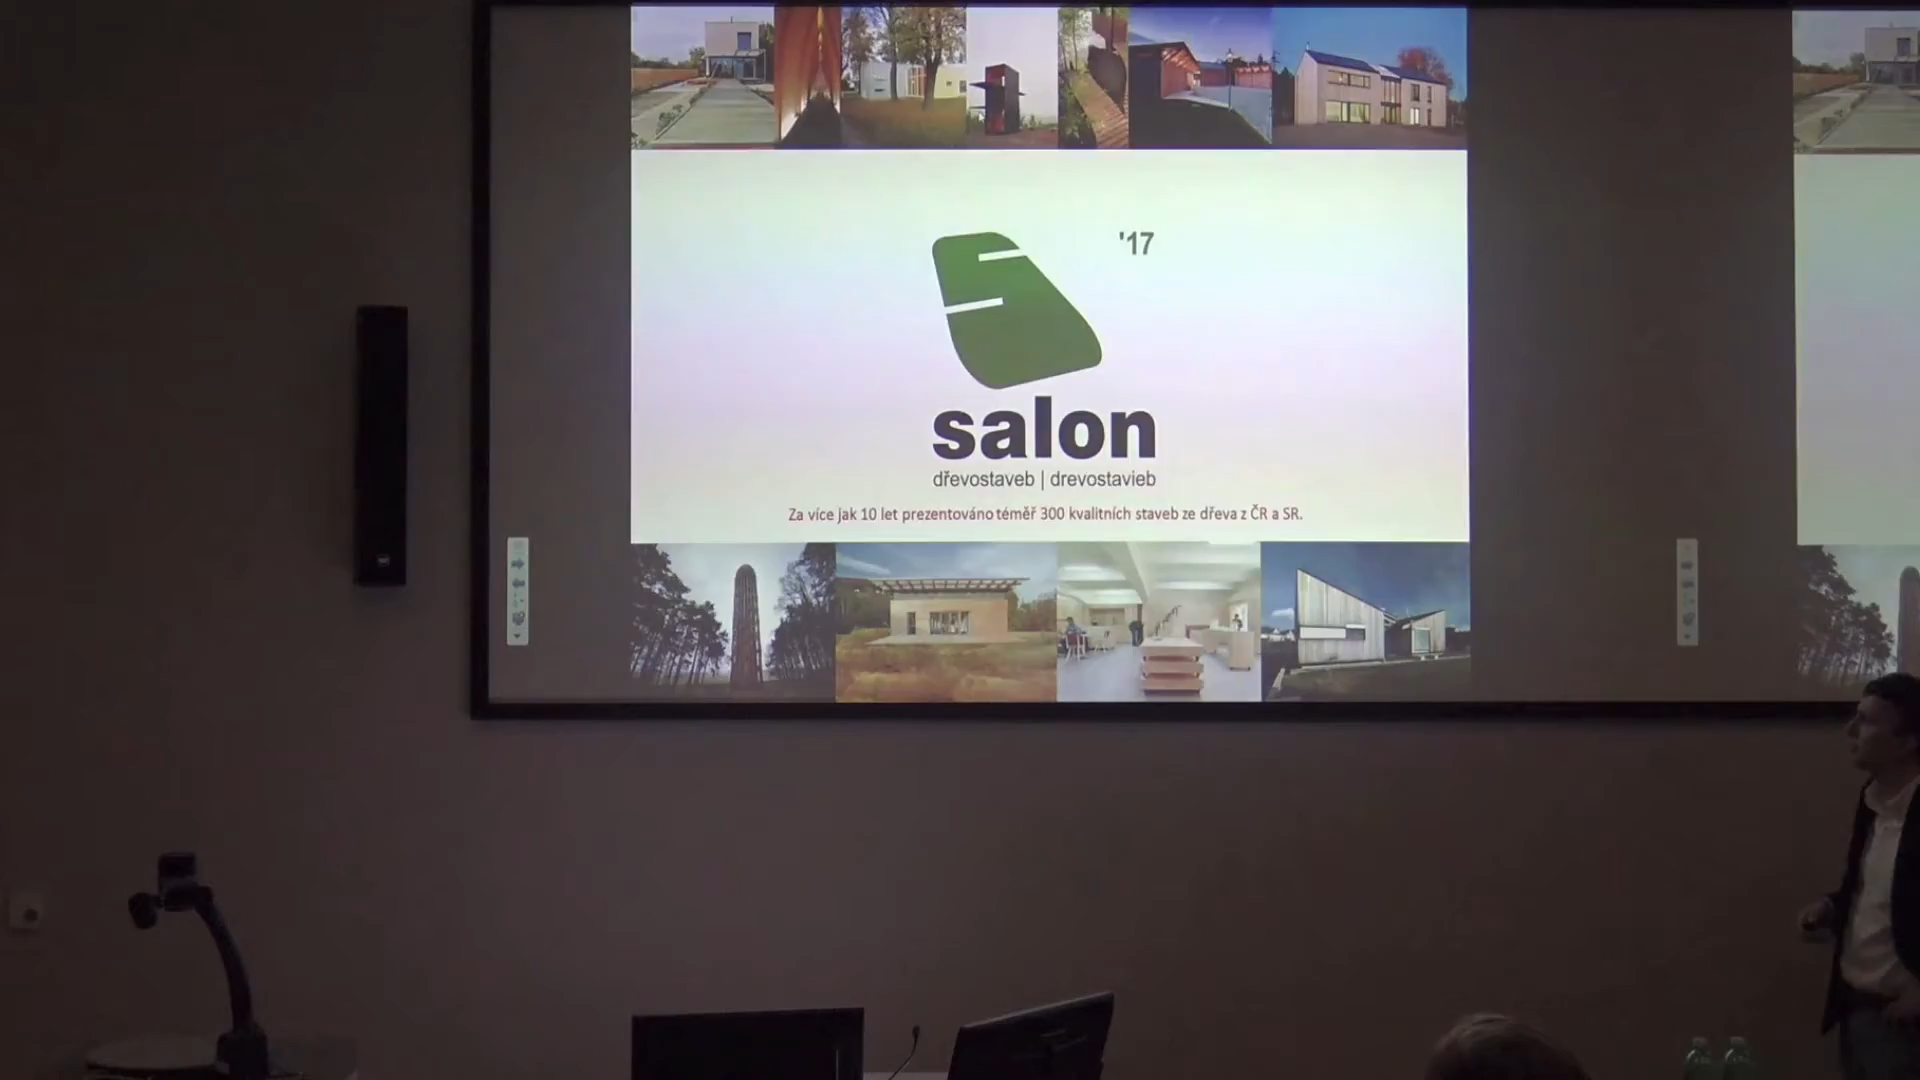 '17
salon
dřevostaveb | drevostavieb
Za více jak 10 let prezentováno téměř 300 kvalitních staveb ze dřeva z ČR a SR.